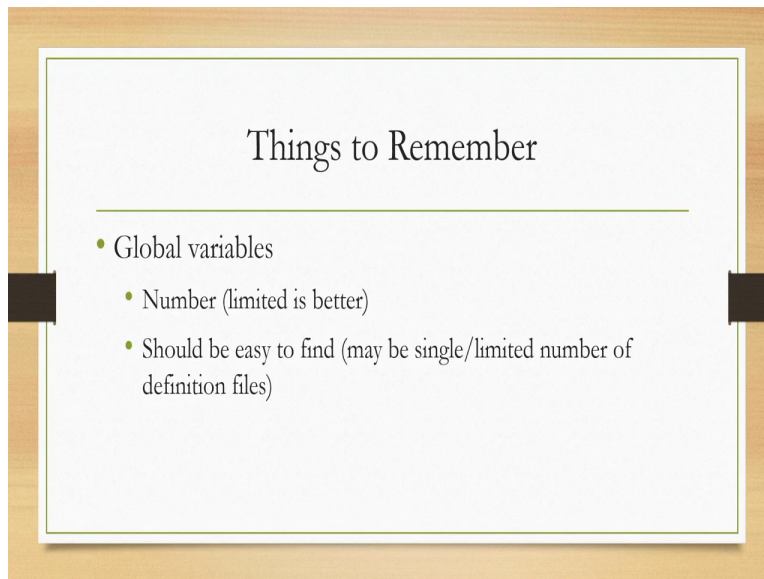 Things to Remember
• Global variables
• Number (limited is better)
• Should be easy to find (may be single/limited number of
definition files)